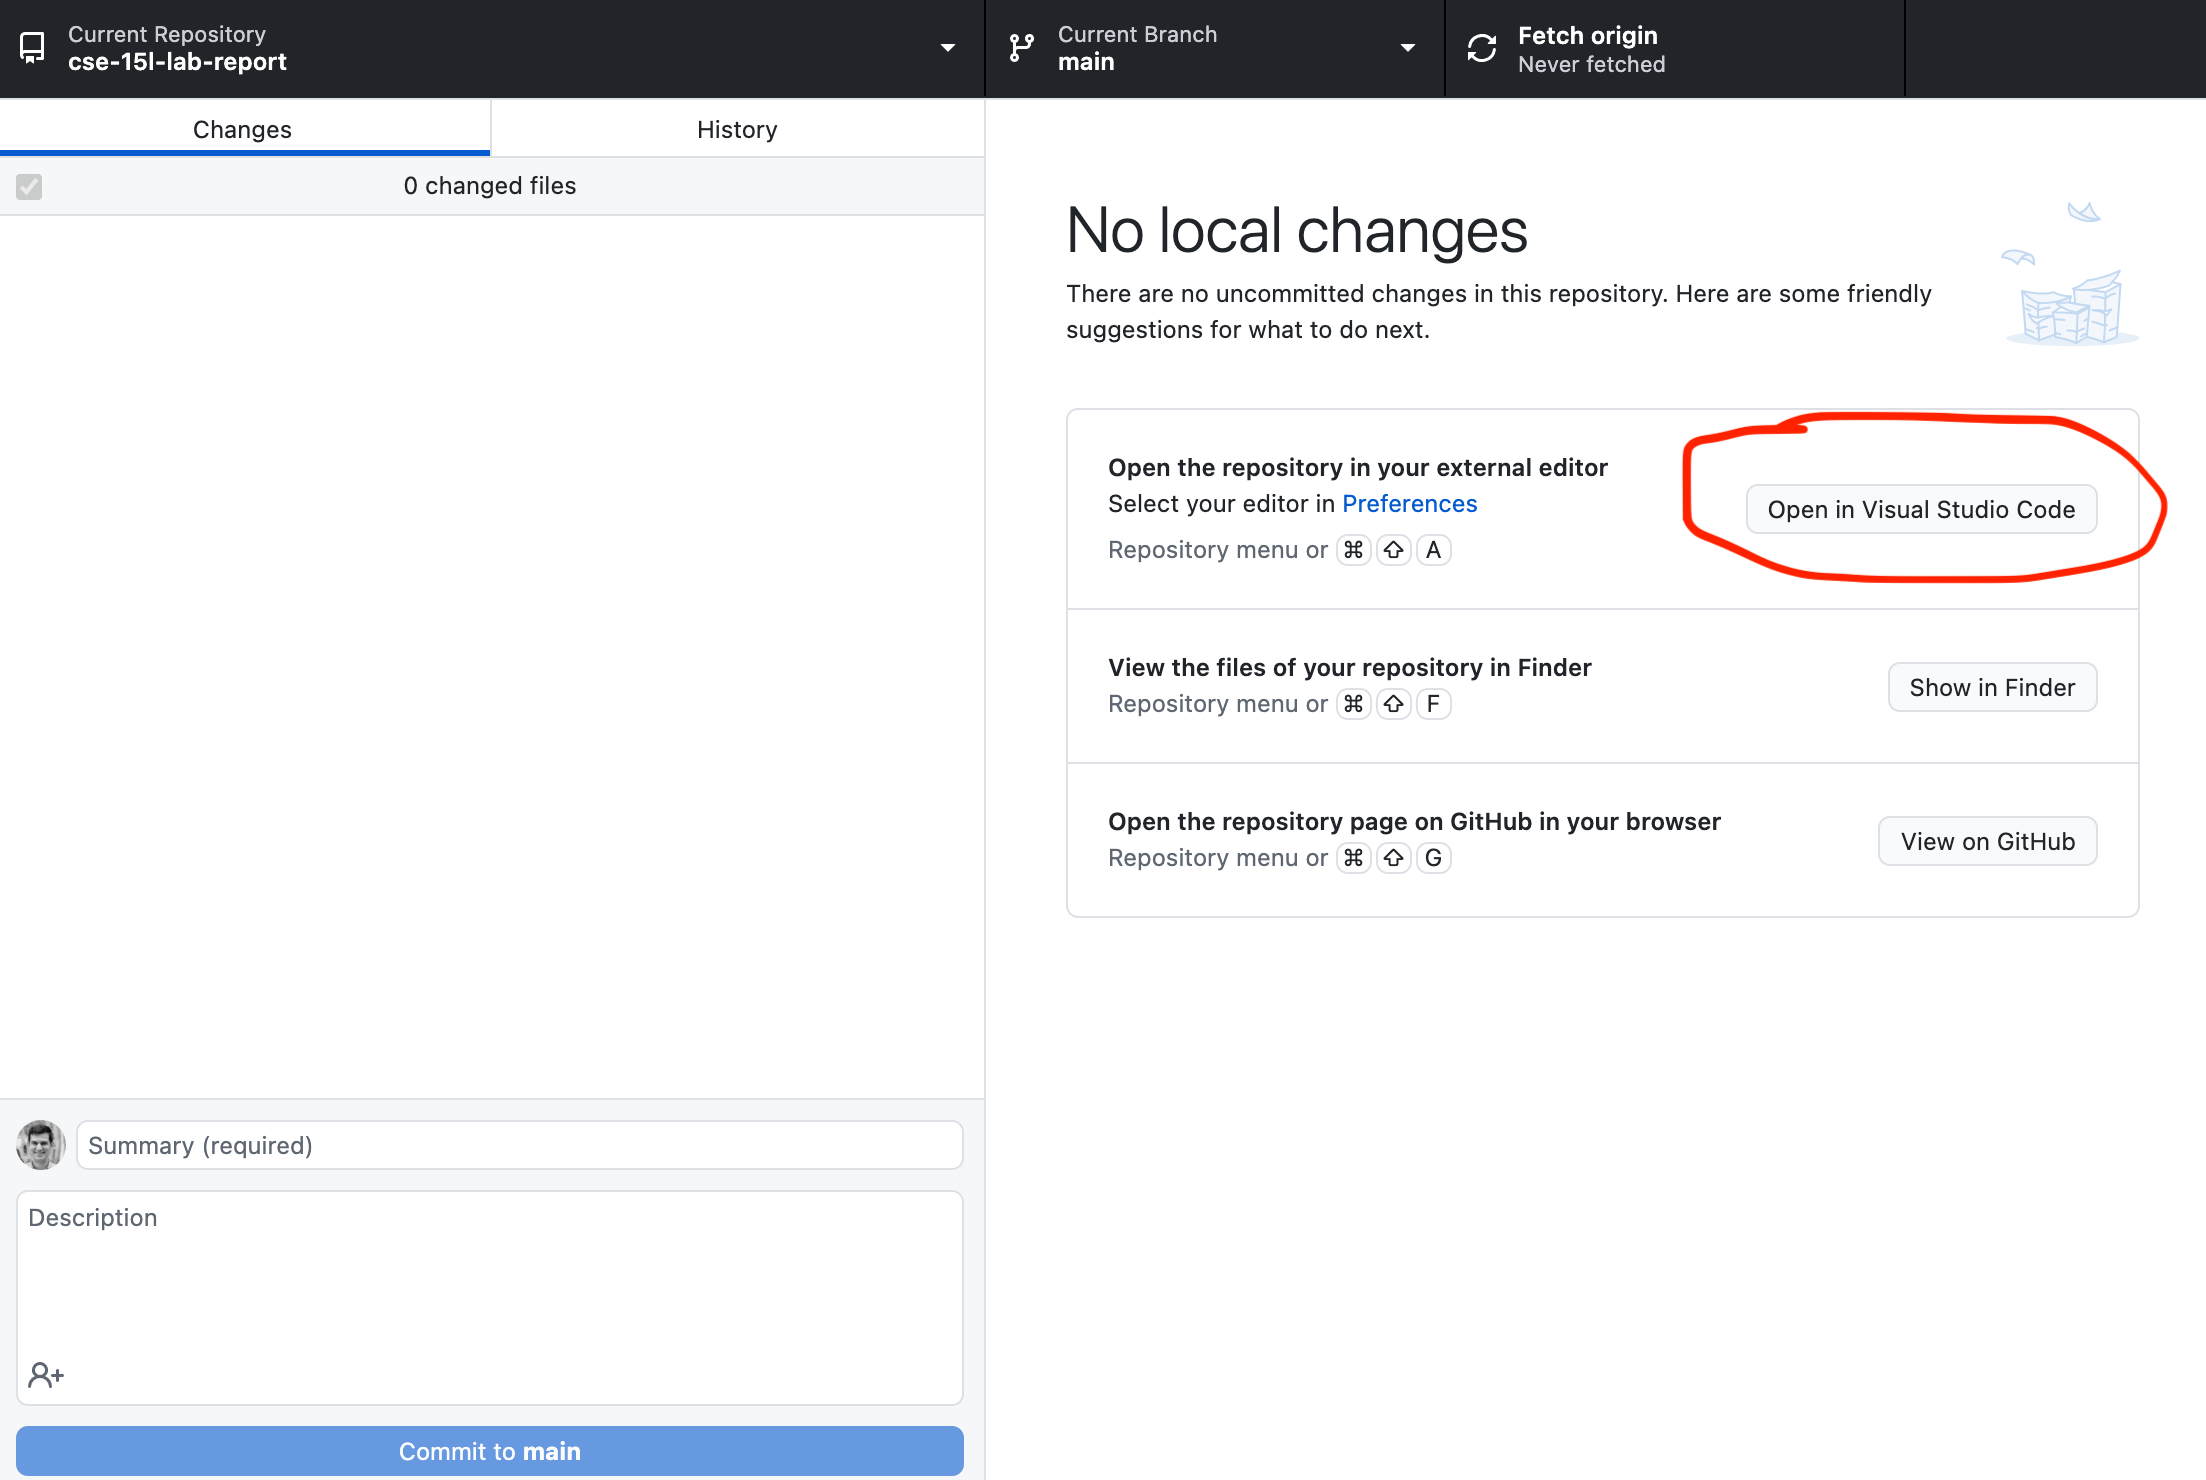 Current Repository
cse-15l-lab-report
Current Branch
main
Fetch origin
Never fetched
Changes
History
0 changed files
No local changes
There are no uncommitted changes in this repository. Here are some friendly
suggestions for what to do next.
Open the repository in your external editor
Select your editor in Preferences
Repository menu or ⌘ ⇧ A
Open in Visual Studio Code
View the files of your repository in Finder
Repository menu or ⌘ ⇧ F
Show in Finder
Open the repository page on GitHub in your browser
Repository menu or ⌘ ⇧ G
View on GitHub
Summary (required)
Description
Commit to main